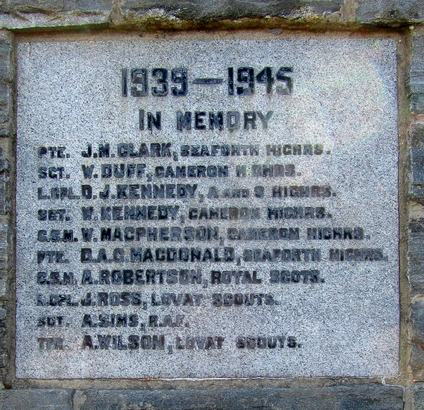 1939—1945
IN MEMORY
PTE. J.M. CLARK, SEAFORTH HIGHRS.
SGT. W. DUFF, CAMERON HIGHRS.
L.CPL. D.J. KENNEDY, A.AND S HIGHRS.
SGT. W. KENNEDY, CAMERON HIGHRS.
C.S.M. W. MACPHERSON, CAMERON HIGHRS.
PTE. D.A.C. MACDONALD, SEAFORTH HIGHRS.
C.S.M. A. ROBERTSON, ROYAL SCOTS.
L.CPL. J. ROSS, LOVAT SCOUTS.
SGT. A. SIMS, R.A.F.
TPR. A. WILSON, LOVAT SCOUTS.